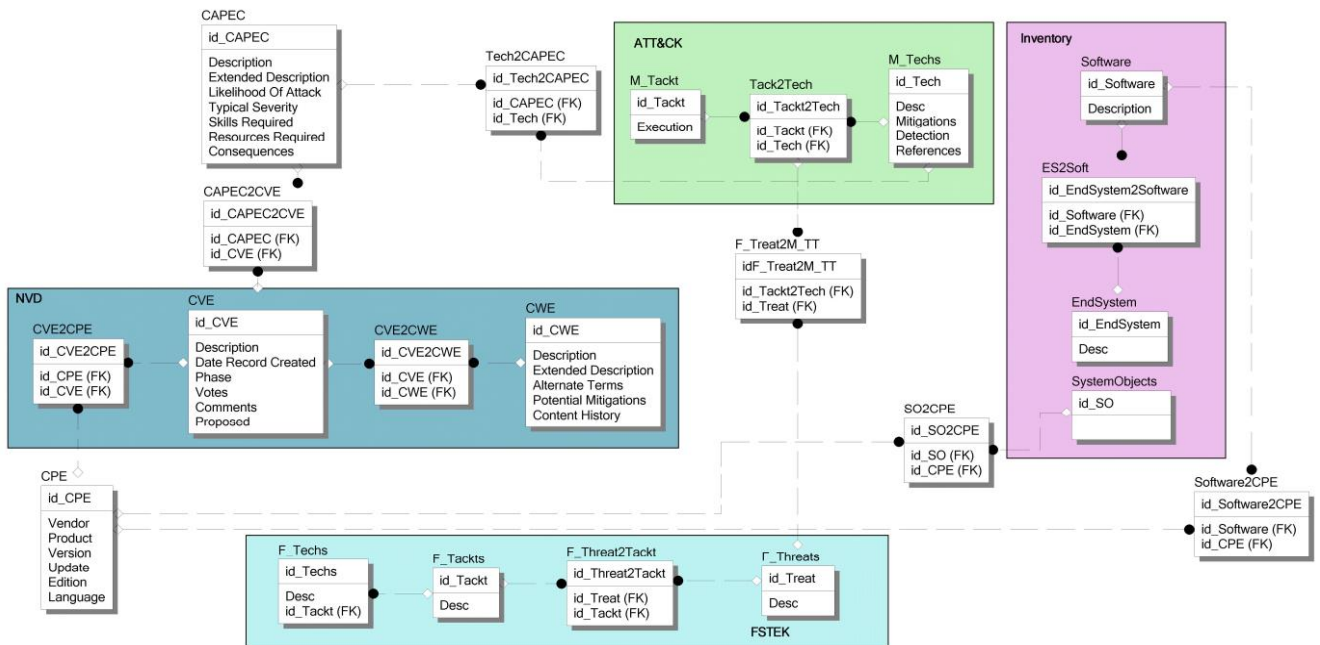 CAPEC
id_CAPEC
Description
Extended Description
Likelihood Of Attack
Typical Severity
Skills Required
Resources Required
Consequences
Tech2CAPEC
id_Tech2CAPEC
id_CAPEC (FK)
id_Tech (FK)
ATT&CK
M_Tackt
id_Tackt
Execution
Tack2Tech
id_Tackt2Tech
id_Tackt (FK)
id_Tech (FK)
M_Techs
id_Tech
Desc
Mitigations
Detection
References
Inventory
Software
id_Software
Description
ES2Soft
id_EndSystem2Software
id_Software (FK)
id_EndSystem (FK)
EndSystem
id_EndSystem
Desc
SystemObjects
id_SO
CAPEC2CVE
id_CAPEC2CVE
id_CAPEC (FK)
id_CVE (FK)
F_Treat2M_TT
idF_Treat2M_TT
id_Tackt2Tech (FK)
id_Treat (FK)
NVD
CVE2CPE
id_CVE2CPE
id_CPE (FK)
id_CVE (FK)
CVE
id_CVE
Description
Date Record Created
Phase
Votes
Comments
Proposed
CVE2CWE
id_CVE2CWE
id_CVE (FK)
id_CWE (FK)
CWE
id_CWE
Description
Extended Description
Alternate Terms
Potential Mitigations
Content History
SO2CPE
id_SO2CPE
id_SO (FK)
id_CPE (FK)
Software2CPE
id_Software2CPE
id_Software (FK)
id_CPE (FK)
CPE
id_CPE
Vendor
Product
Version
Update
Edition
Language
F_Techs
id_Techs
Desc
id_Tackt (FK)
F_Tackts
id_Tackt
Desc
F_Threat2Tackt
id_Threat2Tackt
id_Treat (FK)
id_Tackt (FK)
F_Threats
id_Treat
Desc
FSTEK